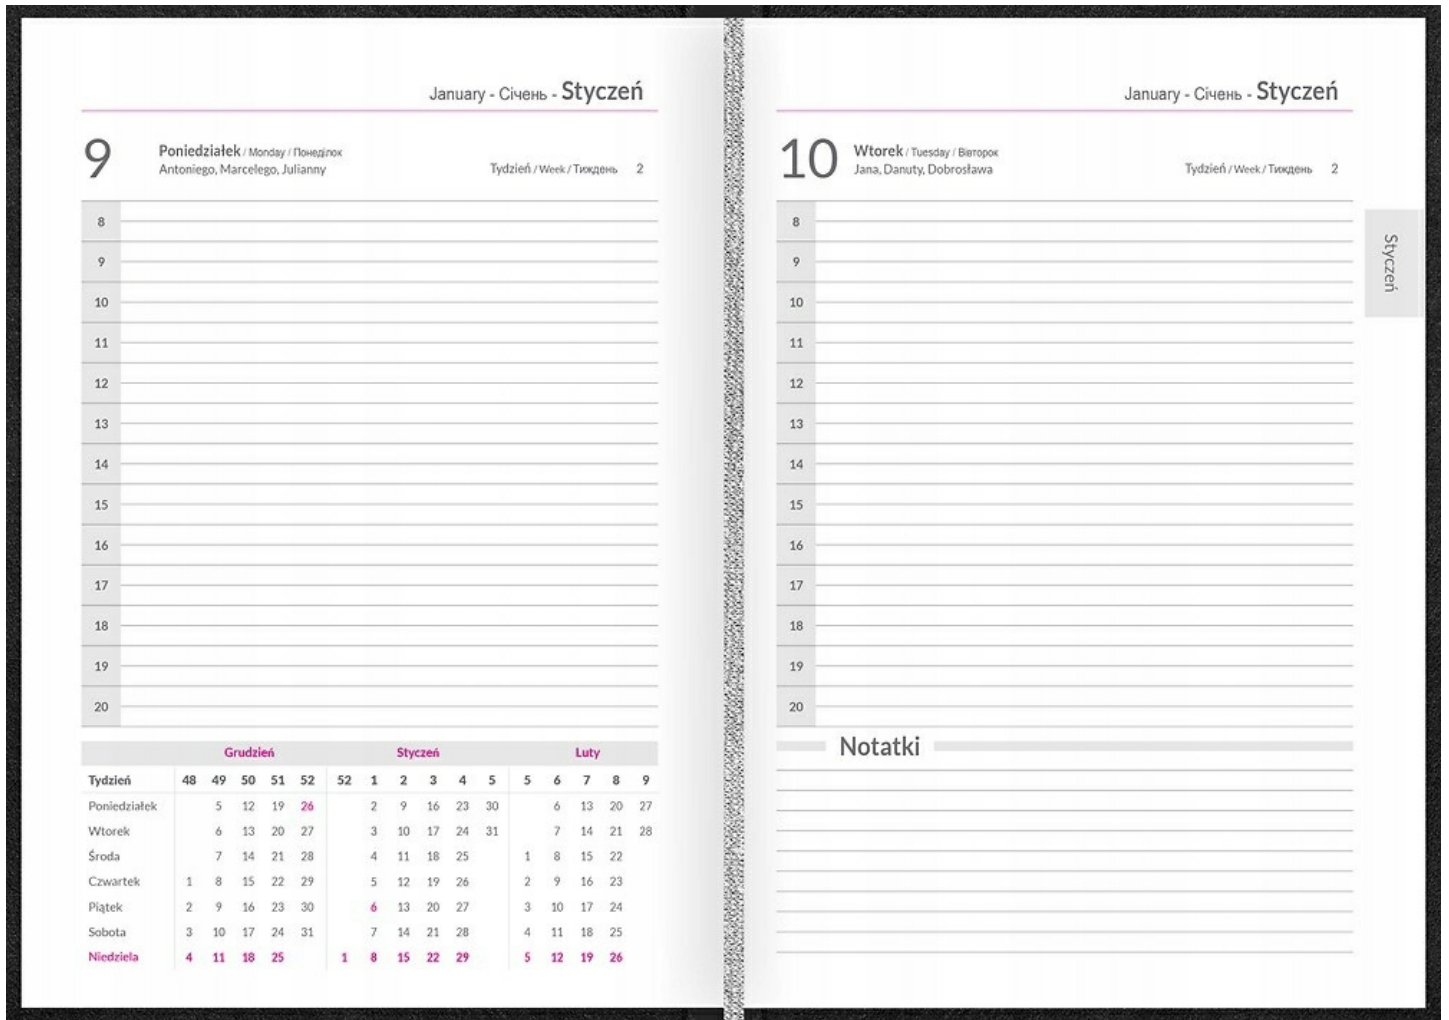 January - Січень - Styczeń
9
Poniedziałek / Monday / Понеділок
Antoniego, Marcelego, Julianny
Tydzień / Week / Тиждень 2
8
9
10
11
12
13
14
15
16
17
18
19
20
Grudzień Styczeń Luty
Tydzień 48 49 50 51 52 52 1 2 3 4 5 5 6 7 8 9
Poniedziałek 5 12 19 26 2 9 16 23 30 6 13 20 27
Wtorek 6 13 20 27 3 10 17 24 31 7 14 21 28
Środa 7 14 21 28 4 11 18 25 1 8 15 22
Czwartek 1 8 15 22 29 5 12 19 26 2 9 16 23
Piątek 2 9 16 23 30 6 13 20 27 3 10 17 24
Sobota 3 10 17 24 31 7 14 21 28 4 11 18 25
Niedziela 4 11 18 25 1 8 15 22 29 5 12 19 26
January - Січень - Styczeń
10
Wtorek / Tuesday / Вівторок
Jana, Danuty, Dobrosława
Tydzień / Week / Тиждень 2
8
9
10
11
12
13
14
15
16
17
18
19
20
Notatki
Styczeń